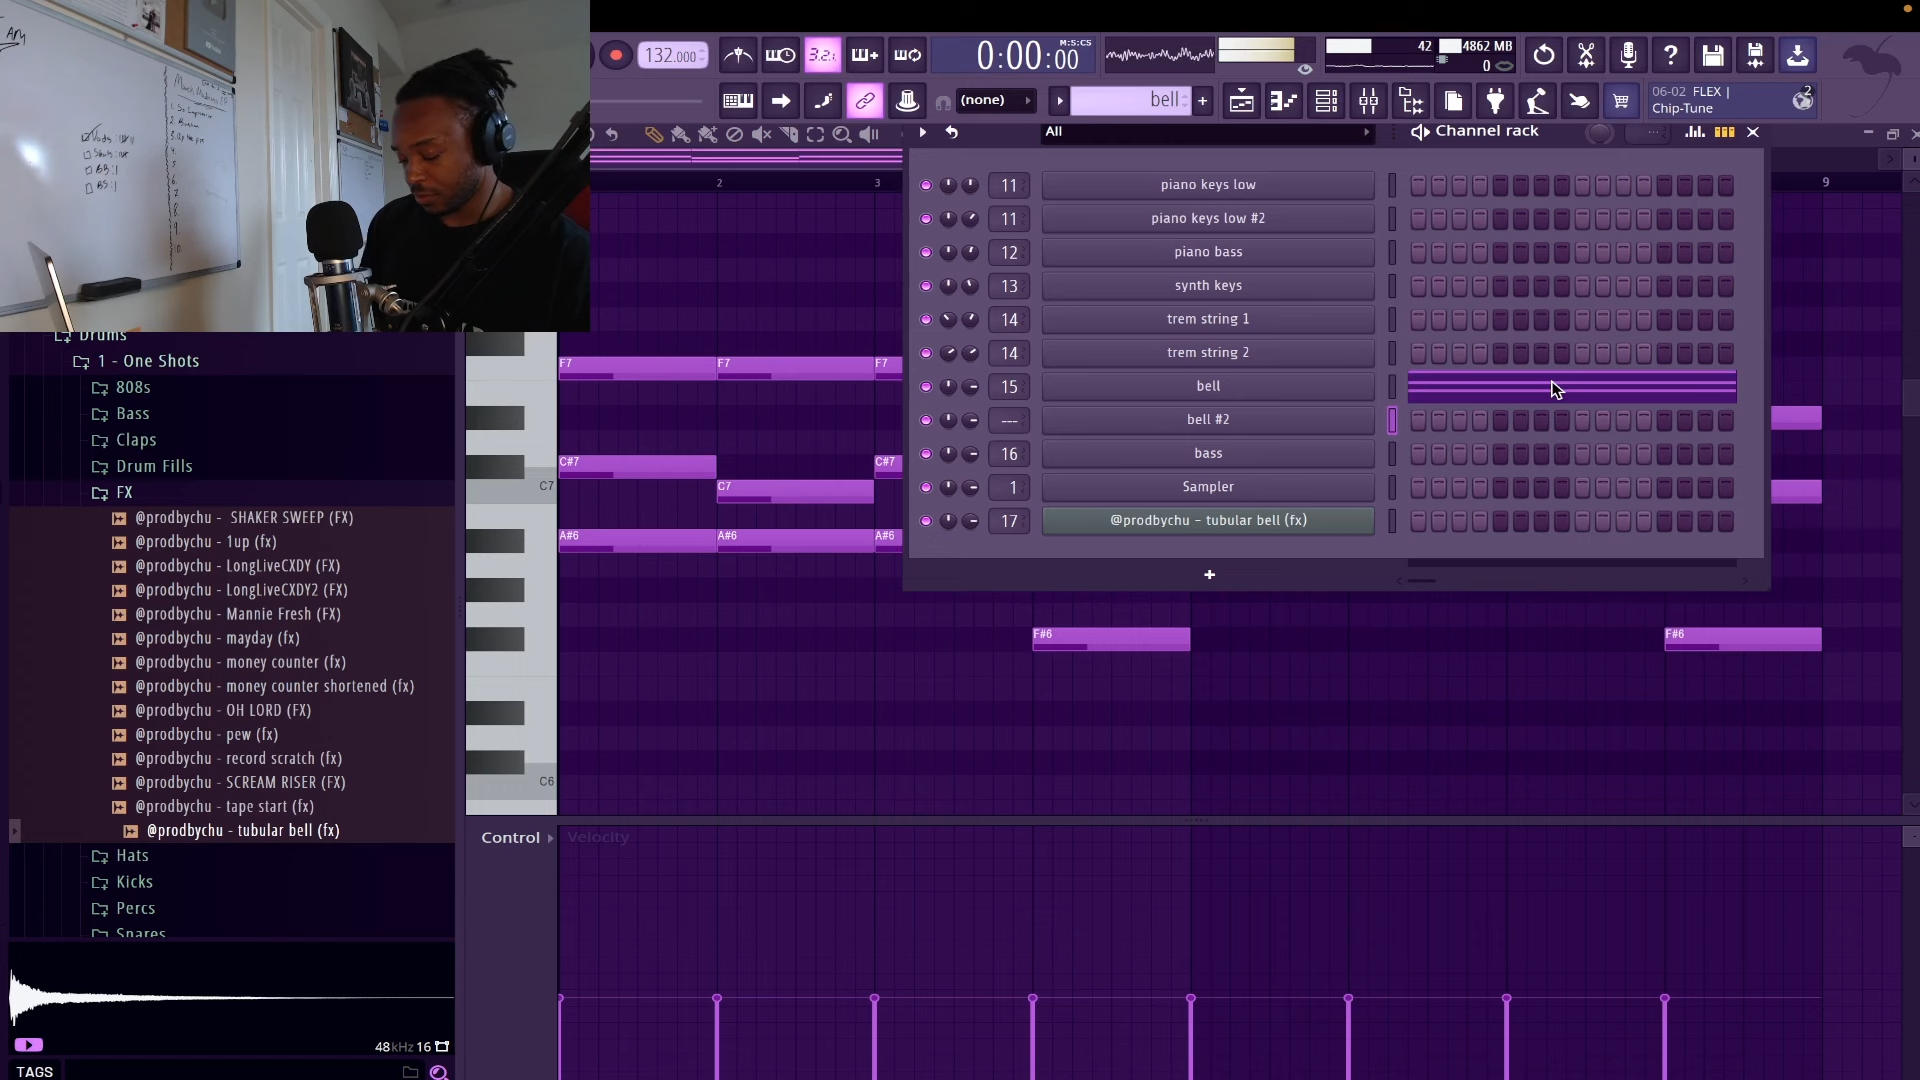 Am
132.000
3.2.1
0:00:00
M:S:CS
42
4862 MB
0
(none)
bell
06-02 FLEX |
Chip-Tune
2
All
Channel rack
2
3
9
11
piano keys low
11
piano keys low #2
12
piano bass
13
synth keys
14
trem string 1
14
trem string 2
15
bell
---
bell #2
16
bass
1
Sampler
17
@prodbychu - tubular bell (fx)
Drums
1 - One Shots
808s
Bass
Claps
Drum Fills
FX
@prodbychu - SHAKER SWEEP (FX)
@prodbychu - 1up (fx)
@prodbychu - LongLiveCXDY (FX)
@prodbychu - LongLiveCXDY2 (FX)
@prodbychu - Mannie Fresh (FX)
@prodbychu - mayday (fx)
@prodbychu - money counter (fx)
@prodbychu - money counter shortened (fx)
@prodbychu - OH LORD (FX)
@prodbychu - pew (fx)
@prodbychu - record scratch (fx)
@prodbychu - SCREAM RISER (FX)
@prodbychu - tape start (fx)
@prodbychu - tubular bell (fx)
Hats
Kicks
Percs
Snares
48kHz 16
TAGS
F7
F7
F7
C#7
C7
C#7
C7
A#6
A#6
A#6
F#6
F#6
C6
Control
Velocity